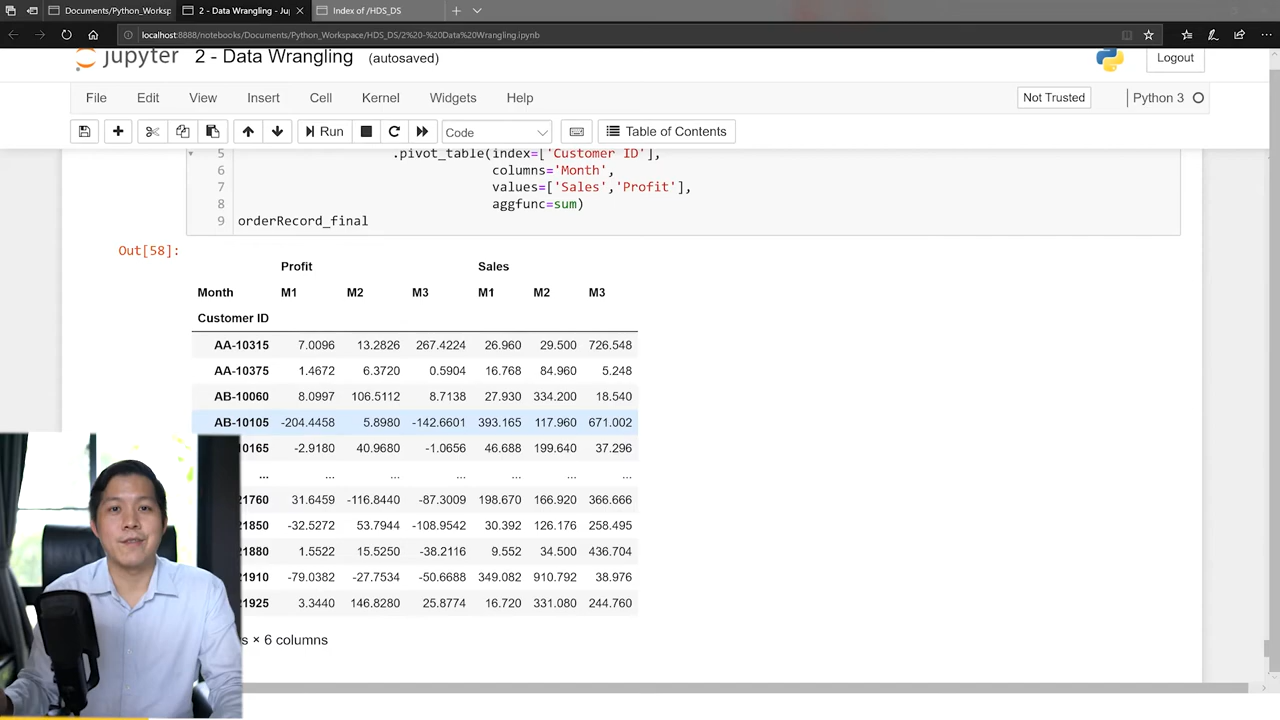 Documents/Python_Worksp
2 - Data Wrangling - Ju
Index of /HDS_DS
localhost:8888/notebooks/Documents/Python_Workspace/HDS_DS/2%20-%20Data%20Wrangling.ipynb
jupyter 2 - Data Wrangling (autosaved)
Logout
File Edit View Insert Cell Kernel Widgets Help
Not Trusted
Python 3
Run Code Table of Contents
5 .pivot_table(index=['Customer ID'],
6 columns='Month',
7 values=['Sales','Profit'],
8 aggfunc=sum)
9 orderRecord_final
Out[58]:
Profit Sales
Month M1 M2 M3 M1 M2 M3
Customer ID
AA-10315 7.0096 13.2826 267.4224 26.960 29.500 726.548
AA-10375 1.4672 6.3720 0.5904 16.768 84.960 5.248
AB-10060 8.0997 106.5112 8.7138 27.930 334.200 18.540
AB-10105 -204.4458 5.8980 -142.6601 393.165 117.960 671.002
10165 -2.9180 40.9680 -1.0656 46.688 199.640 37.296
... ... ... ... ... ... ...
21760 31.6459 -116.8440 -87.3009 198.670 166.920 366.666
21850 -32.5272 53.7944 -108.9542 30.392 126.176 258.495
21880 1.5522 15.5250 -38.2116 9.552 34.500 436.704
21910 -79.0382 -27.7534 -50.6688 349.082 910.792 38.976
21925 3.3440 146.8280 25.8774 16.720 331.080 244.760
s × 6 columns